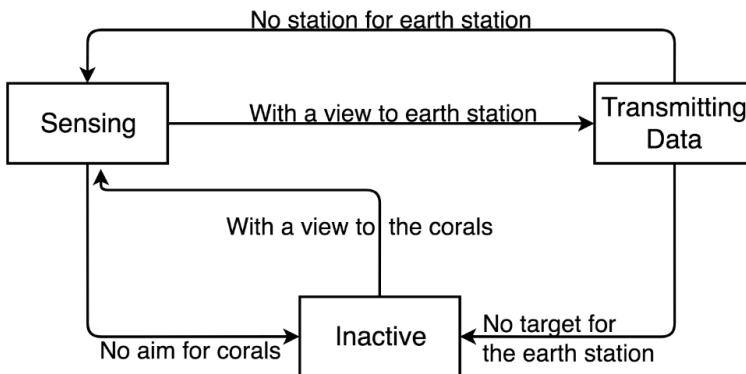 No station for earth station
Sensing
With a view to earth station
Transmitting
Data
With a view to the corals
Inactive
No aim for corals
No target for
the earth station